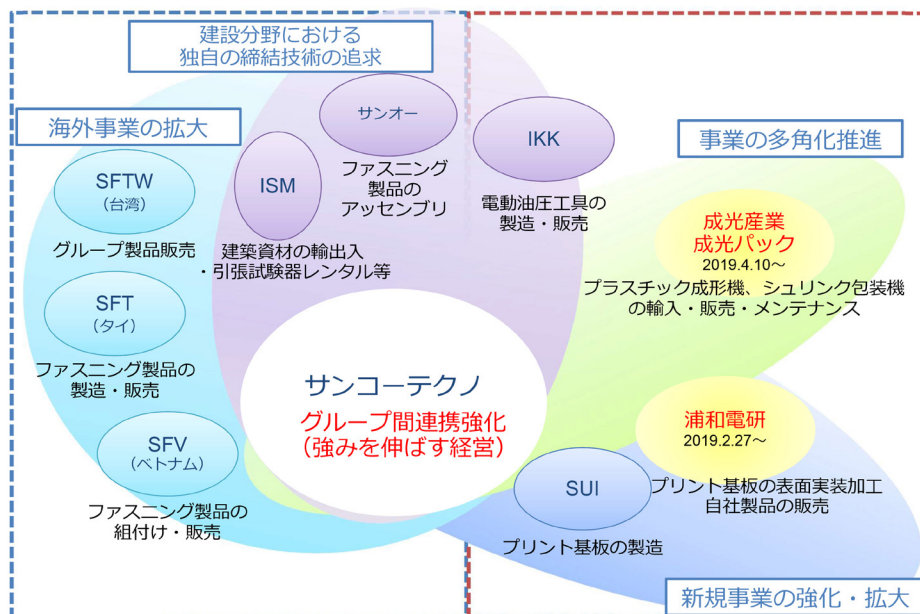 建設分野における
独自の締結技術の追求
海外事業の拡大
SFTW
(台湾)
グループ製品販売
SFT
(タイ)
ファスニング製品の
製造・販売
SFV
(ベトナム)
ファスニング製品の
組付け・販売
ISM
建築資材の輸出入
・引張試験器レンタル等
サンオー
ファスニング
製品の
アッセンブリ
IKK
電動油圧工具の
製造・販売
事業の多角化推進
成光産業
成光パック
2019.4.10~
プラスチック成形機、シュリンク包装機
の輸入・販売・メンテナンス
サンコーテクノ
グループ間連携強化
(強みを伸ばす経営)
浦和電研
2019.2.27~
プリント基板の表面実装加工
自社製品の販売
SUI
プリント基板の製造
新規事業の強化・拡大